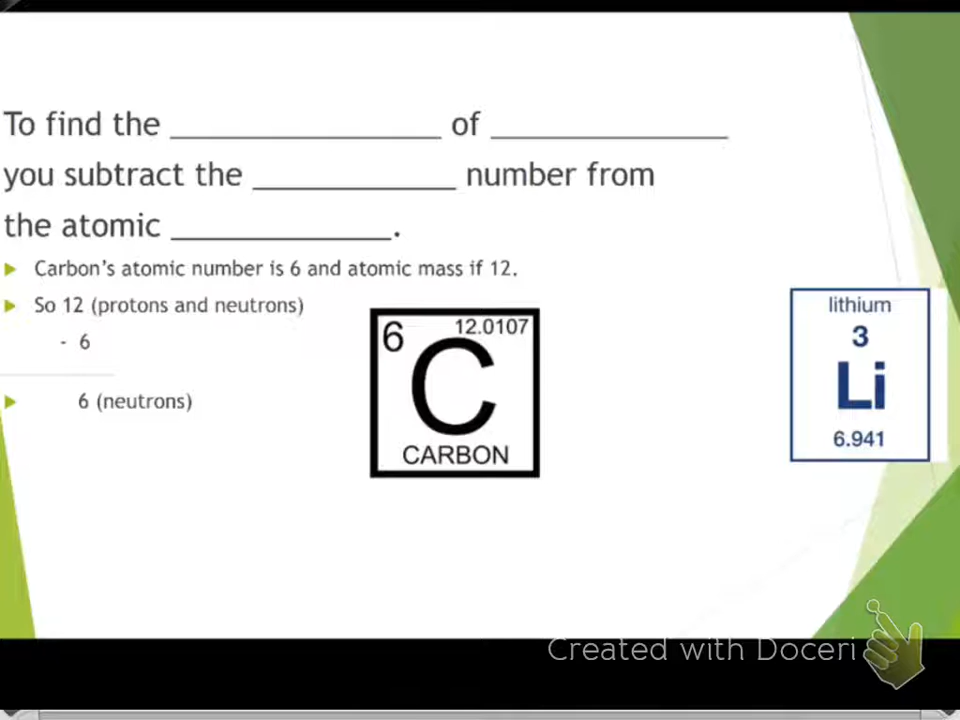 To find the ________________ of ______________
you subtract the ____________ number from
the atomic _____________.
Carbon's atomic number is 6 and atomic mass if 12.
So 12 (protons and neutrons)
- 6
6 (neutrons)
6 12.0107
C
CARBON
lithium
3
Li
6.941
Created with Doceri